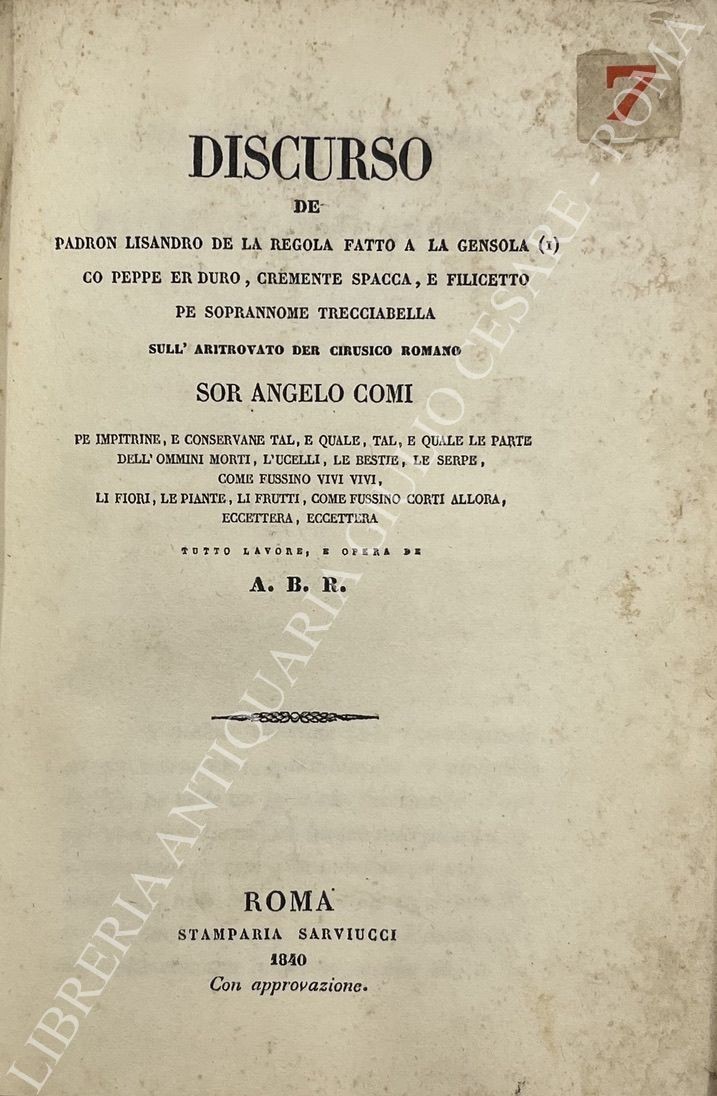 7
DISCURSO
DE
PADRON LISANDRO DE LA REGOLA FATTO A LA GENSOLA (1)
CO PEPPE ER DURO, CREMENTE SPACCA, E FILICETTO
PE SOPRANNOME TRECCIABELLA
SULL' ARITROVATO DER CIRUSICO ROMANO
SOR ANGELO COMI
PE IMPITRINE, E CONSERVANE TAL, E QUALE, TAL, E QUALE LE PARTE
DELL' OMMINI MORTI, L'UCELLI, LE BESTIE, LE SERPE,
COME FUSSINO VIVI VIVI,
LI FIORI, LE PIANTE, LI FRUTTI, COME FUSSINO CORTI ALLORA,
ECCETTERA, ECCETTERA
TUTTO LAVORE, E OPERA DE
A. B. R.
ROMA
STAMPARIA SARVIUCCI
1840
Con approvazione.
LIBRERIA ANTIQUARIA GIULIO CESARE - ROMA